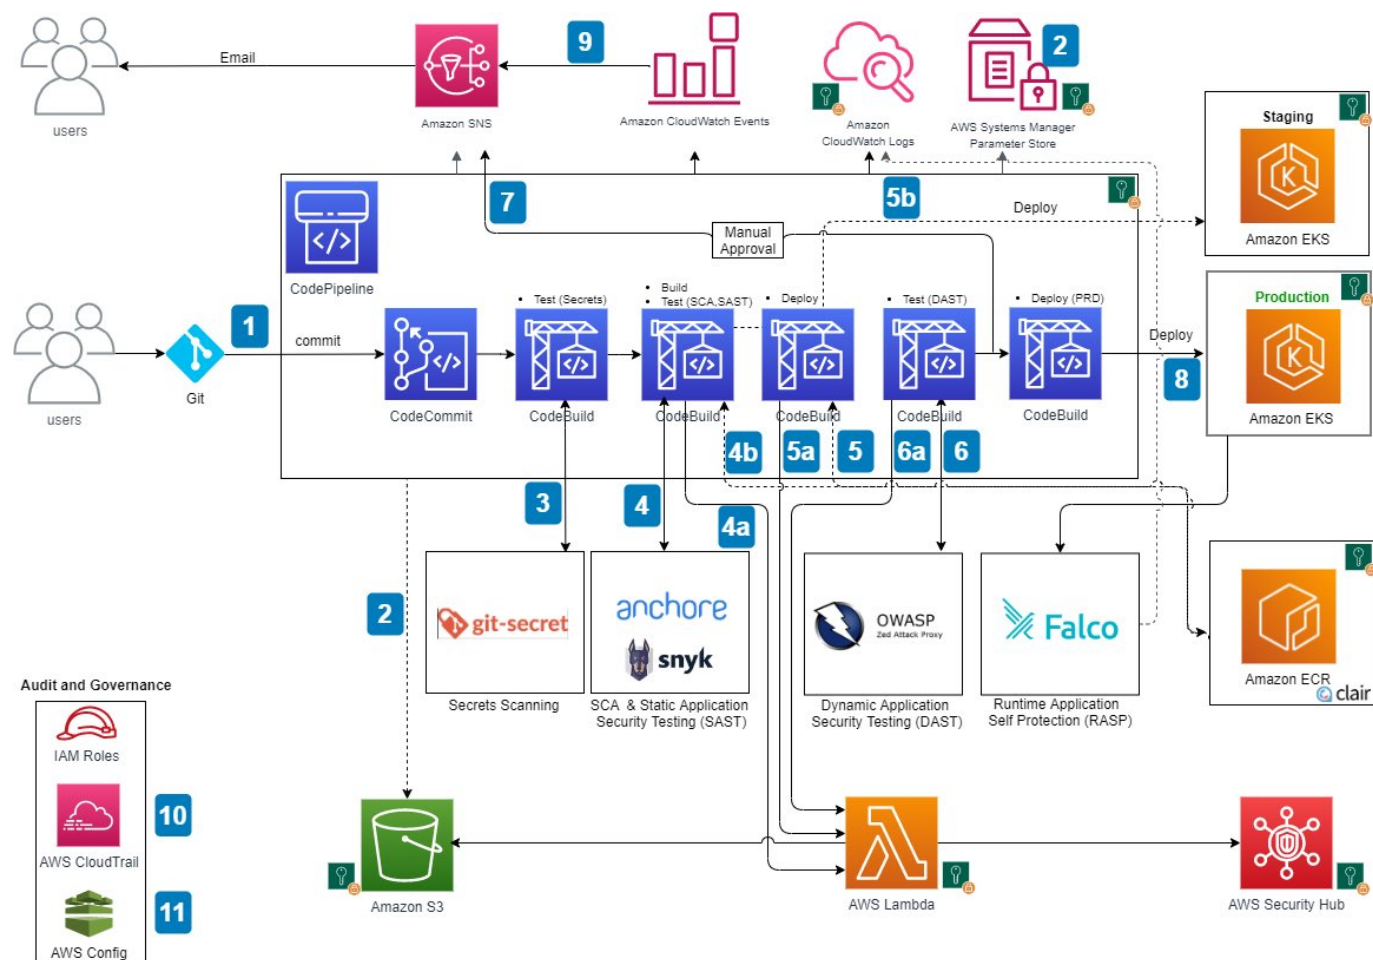 9
2
Email
users
Amazon SNS
Amazon CloudWatch Events
Amazon
CloudWatch Logs
AWS Systems Manager
Parameter Store
Staging
Amazon EKS
7
5b
Deploy
Manual
Approval
CodePipeline
Build
Test (Secrets)
Test (SCA,SAST)
Deploy
Test (DAST)
Deploy (PRD)
1
commit
Git
users
CodeCommit
CodeBuild
CodeBuild
CodeBuild
CodeBuild
CodeBuild
Deploy
8
Production
Amazon EKS
4b
5a
5
6a
6
3
4
4a
2
git-secret
anchore
snyk
OWASP
Zed Attack Proxy
Falco
Amazon ECR
clair
Secrets Scanning
SCA & Static Application
Security Testing (SAST)
Dynamic Application
Security Testing (DAST)
Runtime Application
Self Protection (RASP)
Audit and Governance
IAM Roles
10
AWS CloudTrail
11
AWS Config
Amazon S3
AWS Lambda
AWS Security Hub